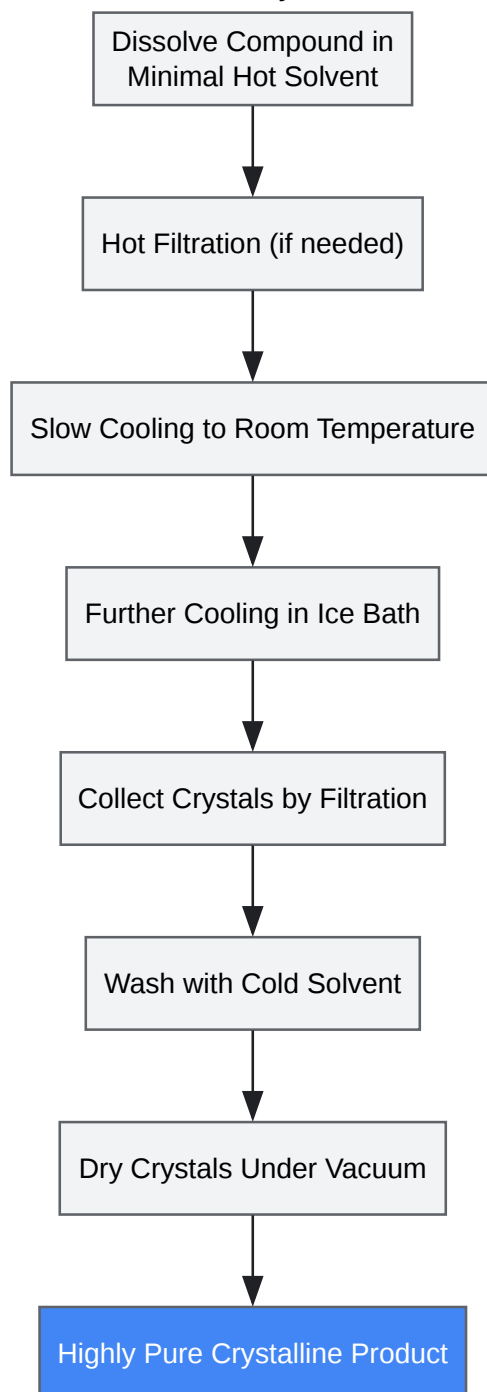 Dissolve Compound in
Minimal Hot Solvent
Hot Filtration (if needed)
Slow Cooling to Room Temperature
Further Cooling in Ice Bath
Collect Crystals by Filtration
Wash with Cold Solvent
Dry Crystals Under Vacuum
Highly Pure Crystalline Product